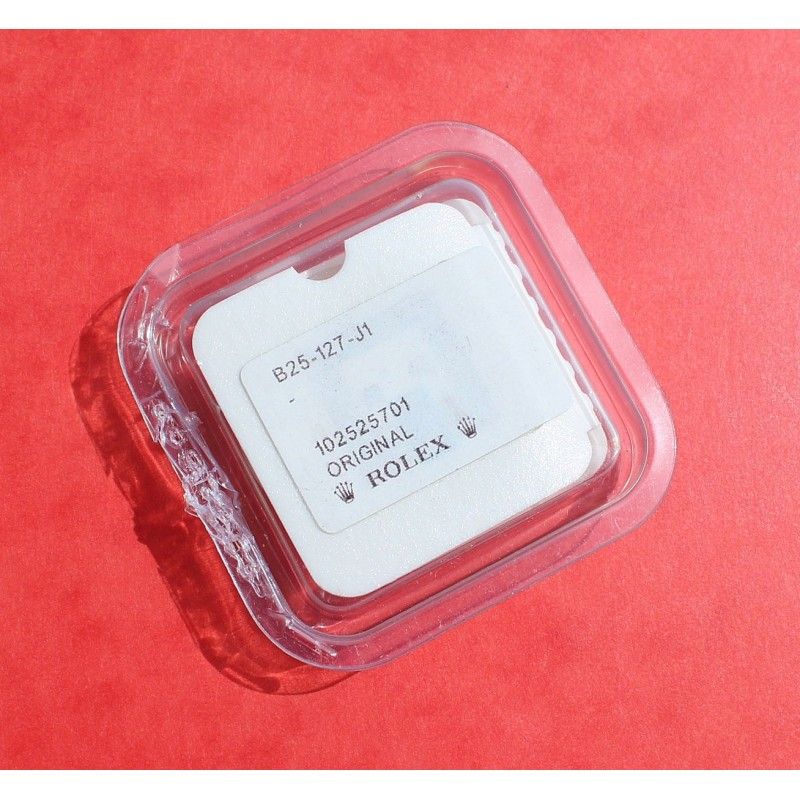 B25-127-J1
-
102525701
ORIGINAL
ROLEX